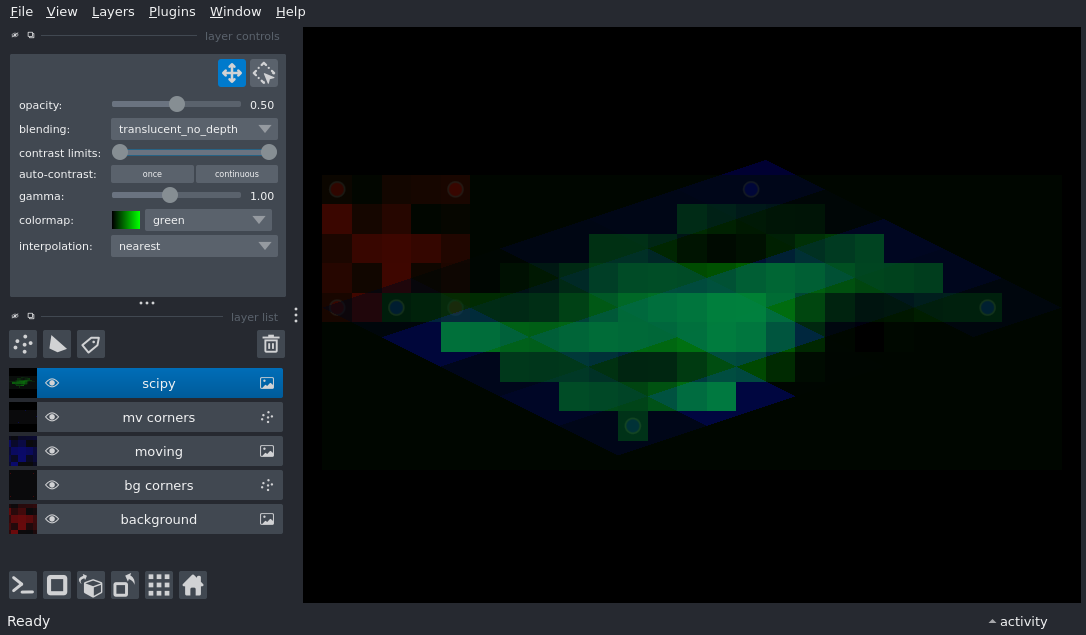 File View Layers Plugins Window Help
layer controls
opacity: 0.50
blending: translucent_no_depth
contrast limits:
auto-contrast: once continuous
gamma: 1.00
colormap: green
interpolation: nearest
layer list
scipy
mv corners
moving
bg corners
background
Ready activity